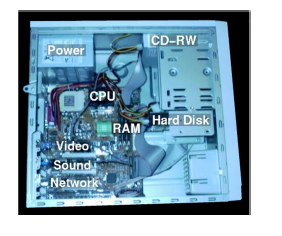 Power
CD-RW
CPU
RAM
Hard Disk
Video
Sound
Network